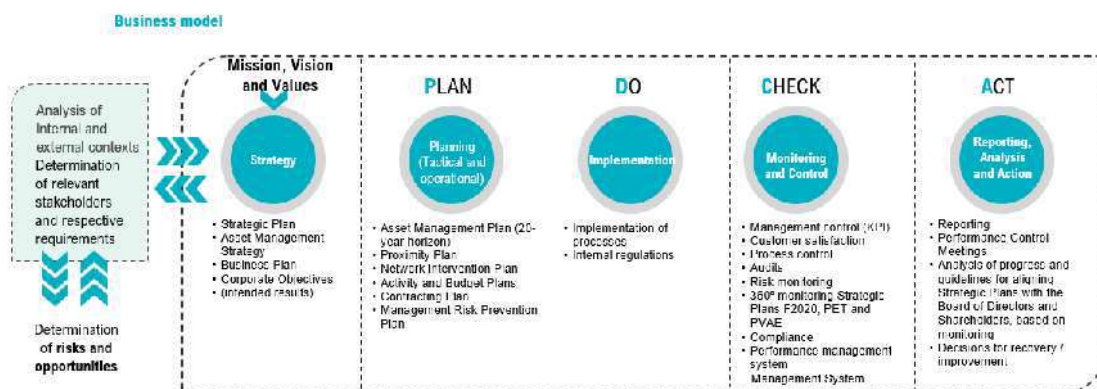 Business model
Analysis of
Internal and
external contexts
Determination
of relevant
stakeholders
and respective
requirements
Determination
of risks and
opportunities
Mission, Vision
and Values
Strategy
• Strategic Plan
• Asset Management
Strategy
• Business Plan
• Corporate Objectives
• (intended results)
PLAN
Planning
(Tactical and
operational)
• Asset Management Plan (20-
year horizon)
• Proximity Plan
• Network Intervention Plan
• Activity and Budget Plans
• Contracting Plan
• Management Risk Prevention
Plan
DO
Implementation
• Implementation of
processes
• Internal regulations
CHECK
Monitoring
and Control
• Management control (KPI)
• Customer satisfaction
• Process control
• Audits
• Risk monitoring
• 360º monitoring Strategic
Plans F2020, PET and
PVAE
• Compliance
• Performance management
system
Management System
ACT
Reporting,
Analysis
and Action
• Reporting
• Performance Control
Meetings
• Analysis of progress and
guidelines for aligning
Strategic Plans with the
Board of Directors and
Shareholders, based on
monitoring
• Decisions for recovery /
improvement